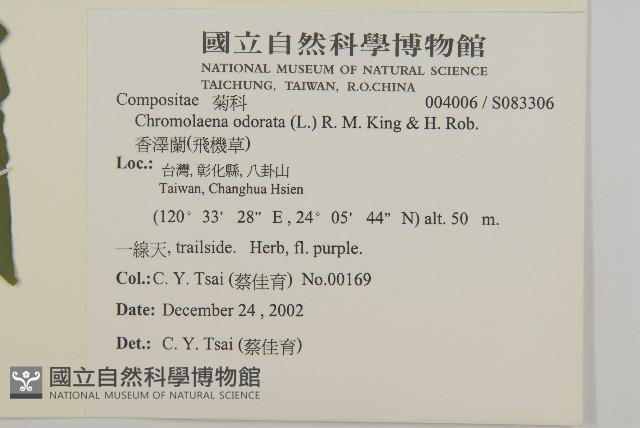 國立自然科學博物館
NATIONAL MUSEUM OF NATURAL SCIENCE
TAICHUNG, TAIWAN, R.O.CHINA
Compositae 菊科 004006 / S083306
Chromolaena odorata (L.) R. M. King & H. Rob.
香澤蘭(飛機草)
Loc.: 台灣, 彰化縣, 八卦山
Taiwan, Changhua Hsien
(120° 33' 28” E , 24° 05' 44” N) alt. 50 m.
一線天, trailside. Herb, fl. purple.
Col.: C. Y. Tsai (蔡佳育) No.00169
Date: December 24 , 2002
Det.: C. Y. Tsai (蔡佳育)
國立自然科學博物館
NATIONAL MUSEUM OF NATURAL SCIENCE